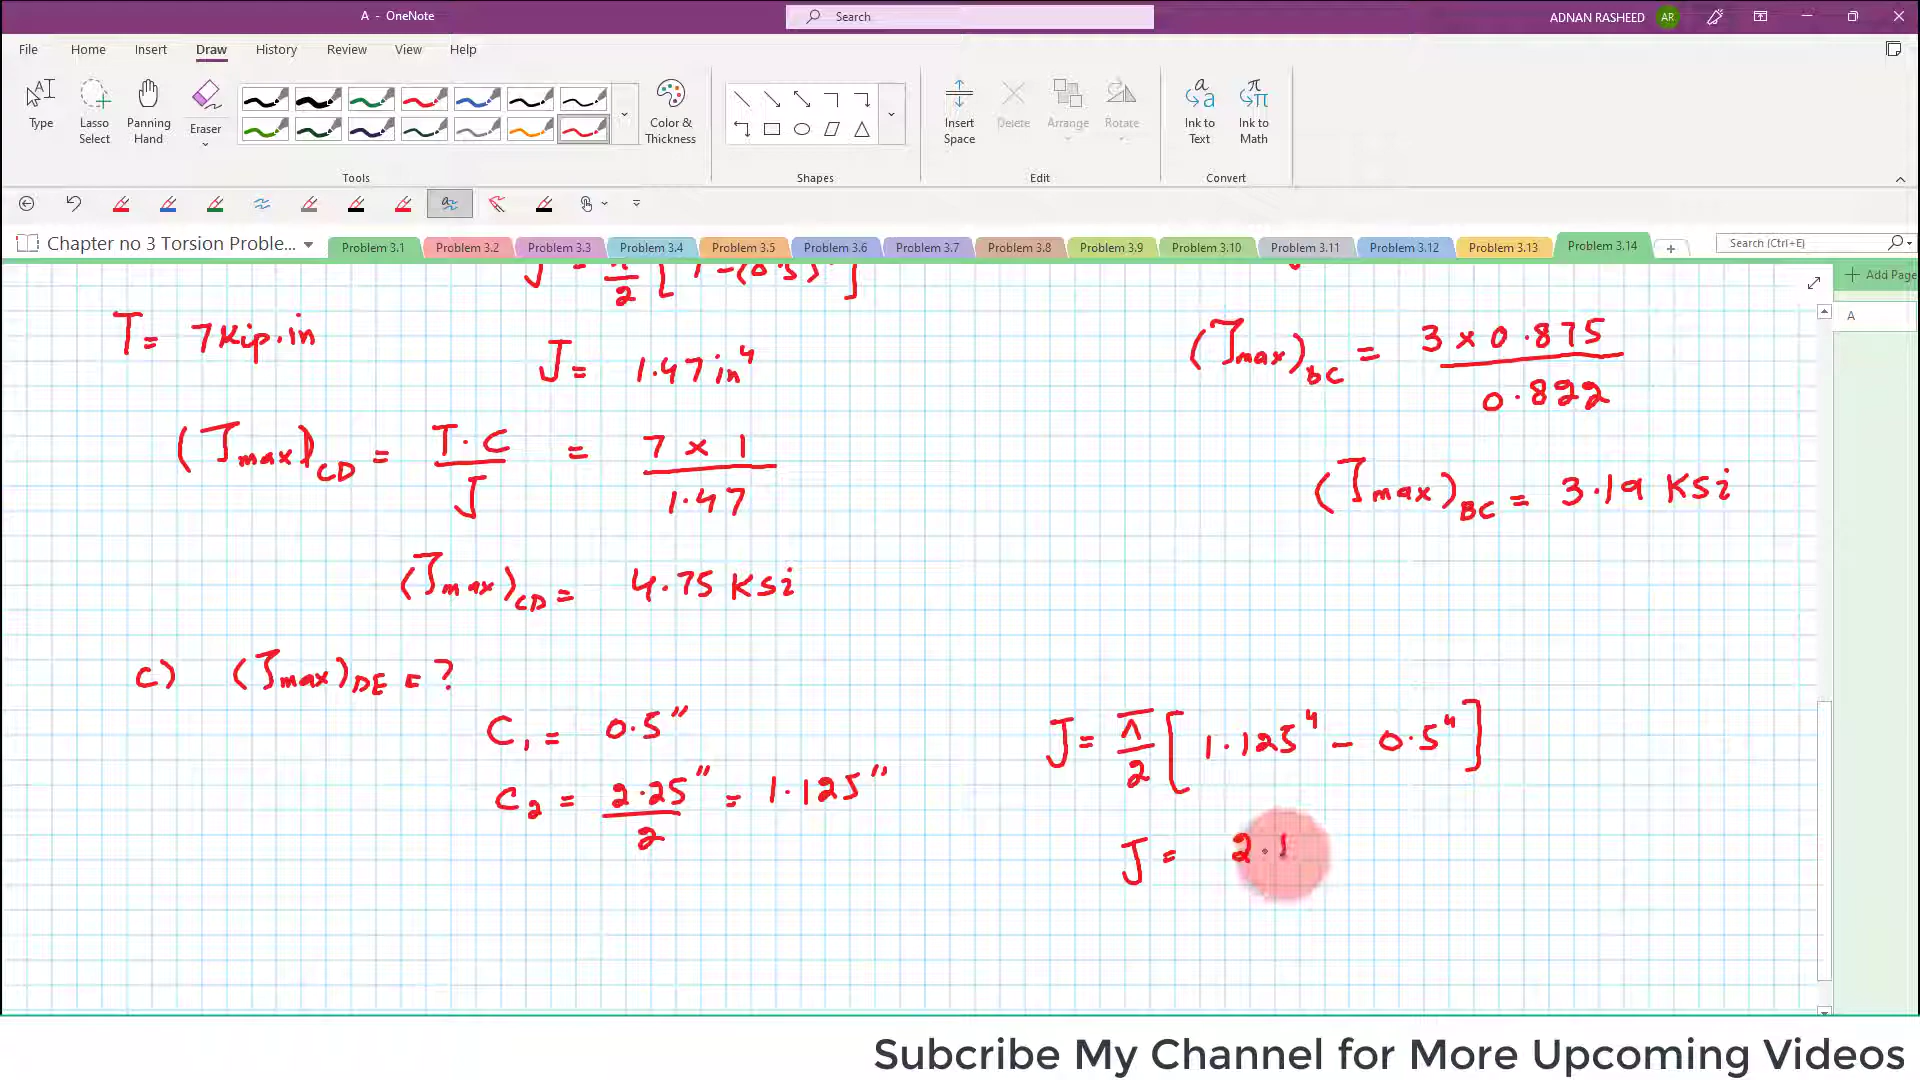 A - OneNote
Search
ADNAN RASHEED
AR
File Home Insert Draw History Review View Help
Type
Lasso Select
Panning Hand
Eraser
Color & Thickness
Insert Space
Delete
Arrange
Rotate
Ink to Text
Ink to Math
Tools
Shapes
Edit
Convert
Chapter no 3 Torsion Proble...
Problem 3.1 Problem 3.2 Problem 3.3 Problem 3.4 Problem 3.5 Problem 3.6 Problem 3.7 Problem 3.8 Problem 3.9 Problem 3.10 Problem 3.11 Problem 3.12 Problem 3.13 Problem 3.14
Search (Ctrl+E)
Add Page
A
T = 7 Kip.in
J = 1.47 in⁴
(τmax)CD = T.C / J = 7 x 1 / 1.47
(τmax)CD = 4.75 KSi
(τmax)BC = 3 x 0.875 / 0.822
(τmax)BC = 3.19 KSi
C) (τmax)DE = ?
C₁ = 0.5"
C₂ = 2.25" / 2 = 1.125"
J = π/2 [ 1.125⁴ - 0.5⁴ ]
J = 2.1
Subcribe My Channel for More Upcoming Videos